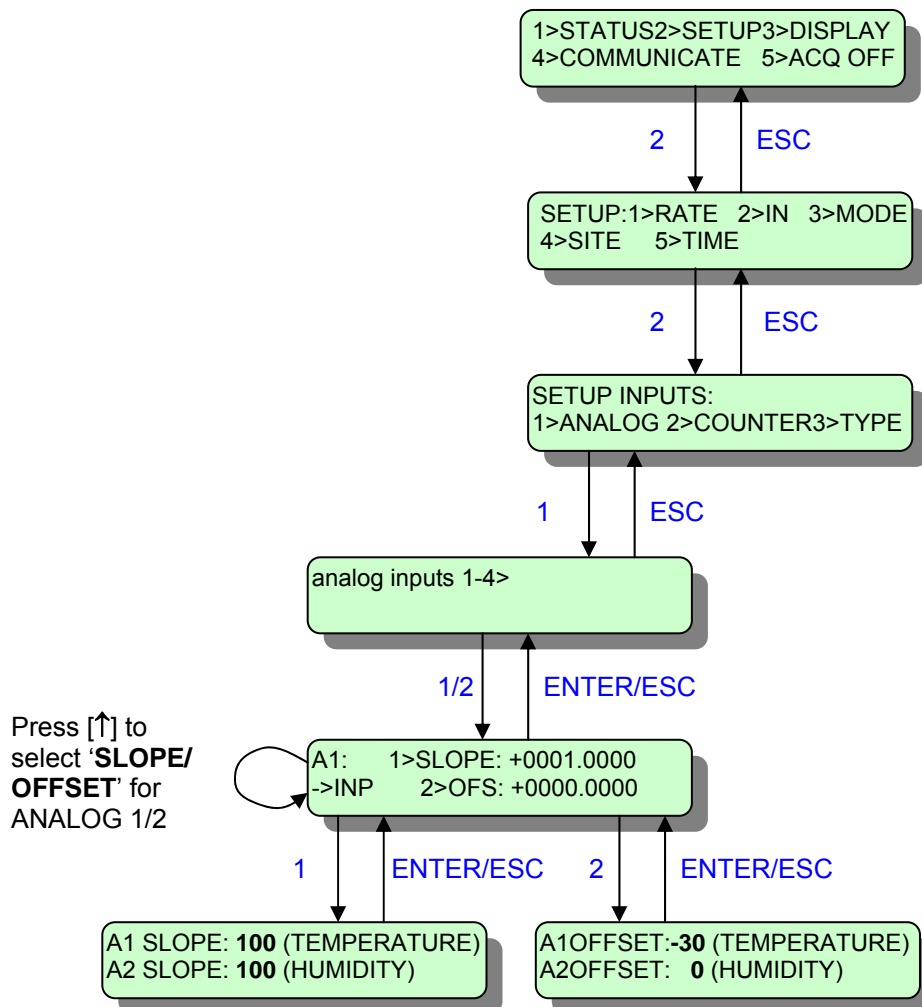 1>STATUS2>SETUP3>DISPLAY
4>COMMUNICATE 5>ACQ OFF
2 ESC
SETUP:1>RATE 2>IN 3>MODE
4>SITE 5>TIME
2 ESC
SETUP INPUTS:
1>ANALOG 2>COUNTER3>TYPE
1 ESC
analog inputs 1-4>
1/2 ENTER/ESC
Press [↑] to
select ‘SLOPE/
OFFSET’ for
ANALOG 1/2
A1: 1>SLOPE: +0001.0000
->INP 2>OFS: +0000.0000
1 ENTER/ESC 2 ENTER/ESC
A1 SLOPE: 100 (TEMPERATURE)
A2 SLOPE: 100 (HUMIDITY)
A1OFFSET:-30 (TEMPERATURE)
A2OFFSET: 0 (HUMIDITY)